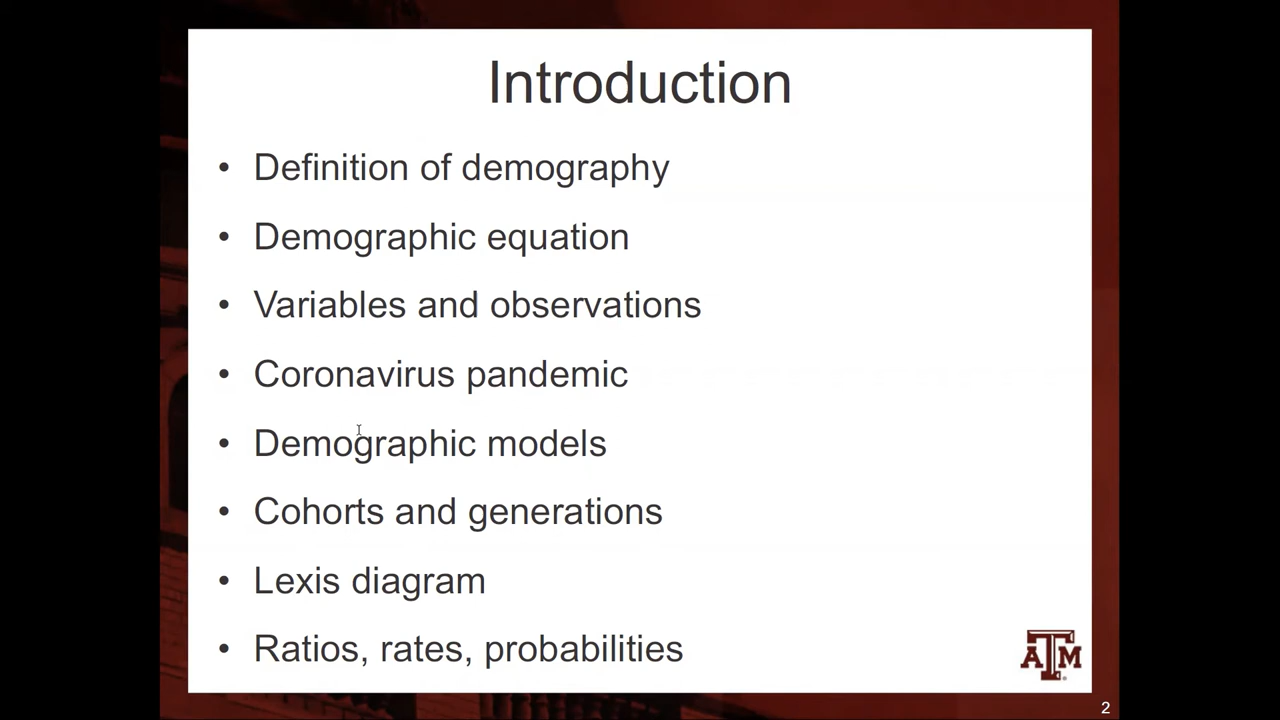 Introduction
• Definition of demography
• Demographic equation
• Variables and observations
• Coronavirus pandemic
• Demographic models
• Cohorts and generations
• Lexis diagram
• Ratios, rates, probabilities
ATM
2